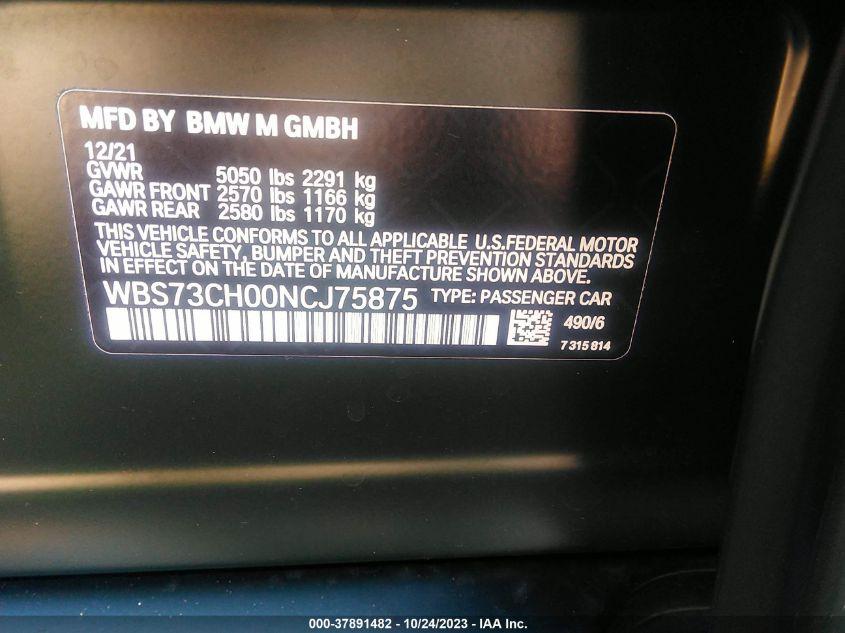 MFD BY BMW M GMBH
12/21
GVWR 5050 lbs 2291 kg
GAWR FRONT 2570 lbs 1166 kg
GAWR REAR 2580 lbs 1170 kg
THIS VEHICLE CONFORMS TO ALL APPLICABLE U.S.FEDERAL MOTOR
VEHICLE SAFETY, BUMPER AND THEFT PREVENTION STANDARDS
IN EFFECT ON THE DATE OF MANUFACTURE SHOWN ABOVE.
WBS73CH00NCJ75875 TYPE: PASSENGER CAR
490/6
7 315 814
000-37891482 - 10/24/2023 - IAA Inc.